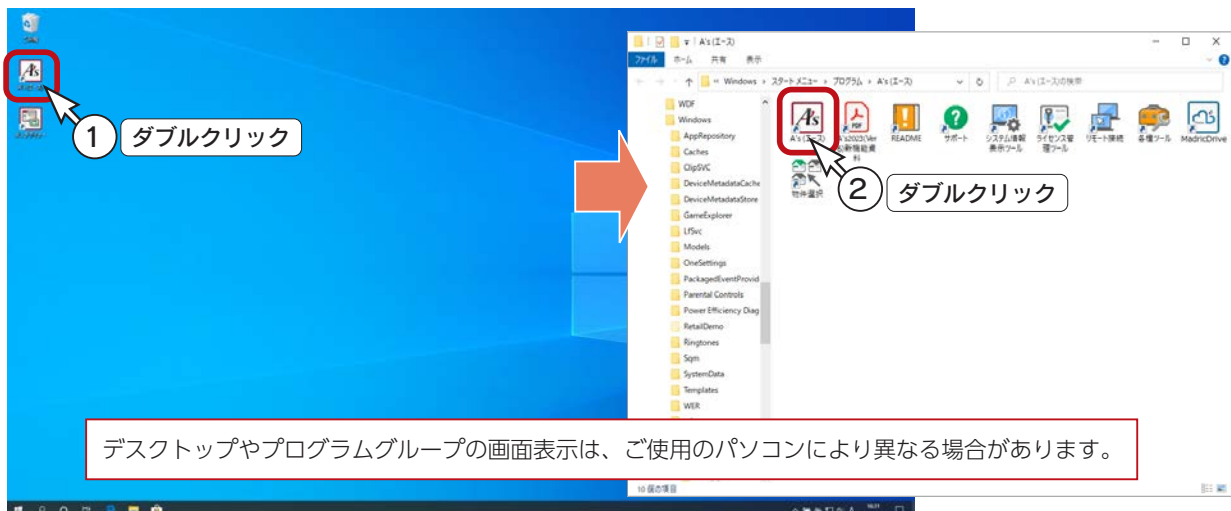 ① ダブルクリック
A's (エース)
ファイル ホーム 共有 表示
Windows › スタート メニュー › プログラム › A's (エース)
A's (エース)の検索
WDF
Windows
AppRepository
Caches
ClipSVC
DeviceMetadataCache
DeviceMetadataStore
GameExplorer
LfSvc
Models
OneSettings
PackagedEventProvid
Parental Controls
Power Efficiency Diag
RetailDemo
Ringtones
Sqm
SystemData
Templates
WER
README
サポート
システム情報
表示ツール
ライセンス管
理ツール
リモート接続
各種ツール
MadricDrive
物件選択
② ダブルクリック
デスクトップやプログラムグループの画面表示は、ご使用のパソコンにより異なる場合があります。
10 個の項目